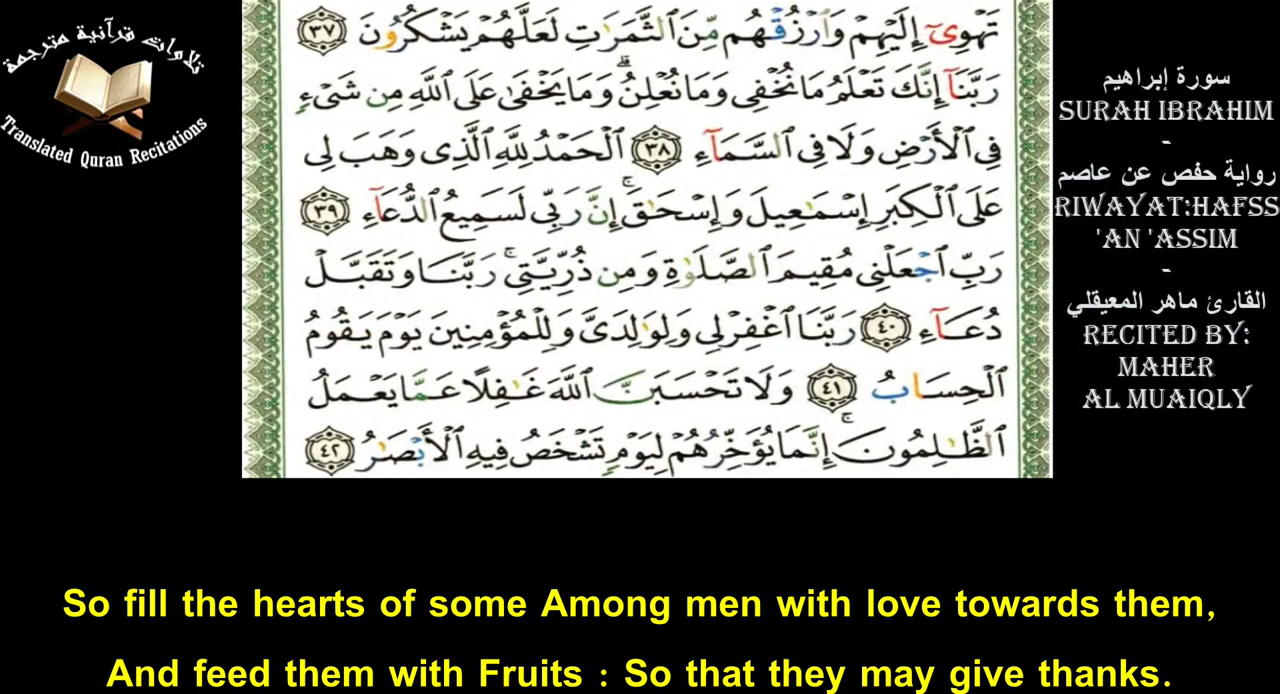 تلاوات قرآنية مترجمة
Translated Quran Recitations
تَهْوِىٓ إِلَيْهِمْ وَٱرْزُقْهُم مِّنَ ٱلثَّمَرَٰتِ لَعَلَّهُمْ يَشْكُرُونَ ٣٧
رَبَّنَآ إِنَّكَ تَعْلَمُ مَا نُخْفِى وَمَا نُعْلِنُ ۗ وَمَا يَخْفَىٰ عَلَى ٱللَّهِ مِن شَىْءٍ
فِى ٱلْأَرْضِ وَلَا فِى ٱلسَّمَآءِ ٣٨ ٱلْحَمْدُ لِلَّهِ ٱلَّذِى وَهَبَ لِى
عَلَى ٱلْكِبَرِ إِسْمَٰعِيلَ وَإِسْحَٰقَ ۚ إِنَّ رَبِّى لَسَمِيعُ ٱلدُّعَآءِ ٣٩
رَبِّ ٱجْعَلْنِى مُقِيمَ ٱلصَّلَوٰةِ وَمِن ذُرِّيَّتِى ۚ رَبَّنَا وَتَقَبَّلْ
دُعَآءِ ٤٠ رَبَّنَا ٱغْفِرْ لِى وَلِوَٰلِدَىَّ وَلِلْمُؤْمِنِينَ يَوْمَ يَقُومُ
ٱلْحِسَابُ ٤١ وَلَا تَحْسَبَنَّ ٱللَّهَ غَٰفِلًا عَمَّا يَعْمَلُ
ٱلظَّٰلِمُونَ ۚ إِنَّمَا يُؤَخِّرُهُمْ لِيَوْمٍ تَشْخَصُ فِيهِ ٱلْأَبْصَٰرُ ٤٢
سورة إبراهيم
SURAH IBRAHIM
-
رواية حفص عن عاصم
RIWAYAT:HAFSS
'AN 'ASSIM
-
القارئ ماهر المعيقلي
RECITED BY:
MAHER
AL MUAIQLY
So fill the hearts of some Among men with love towards them,
And feed them with Fruits : So that they may give thanks.